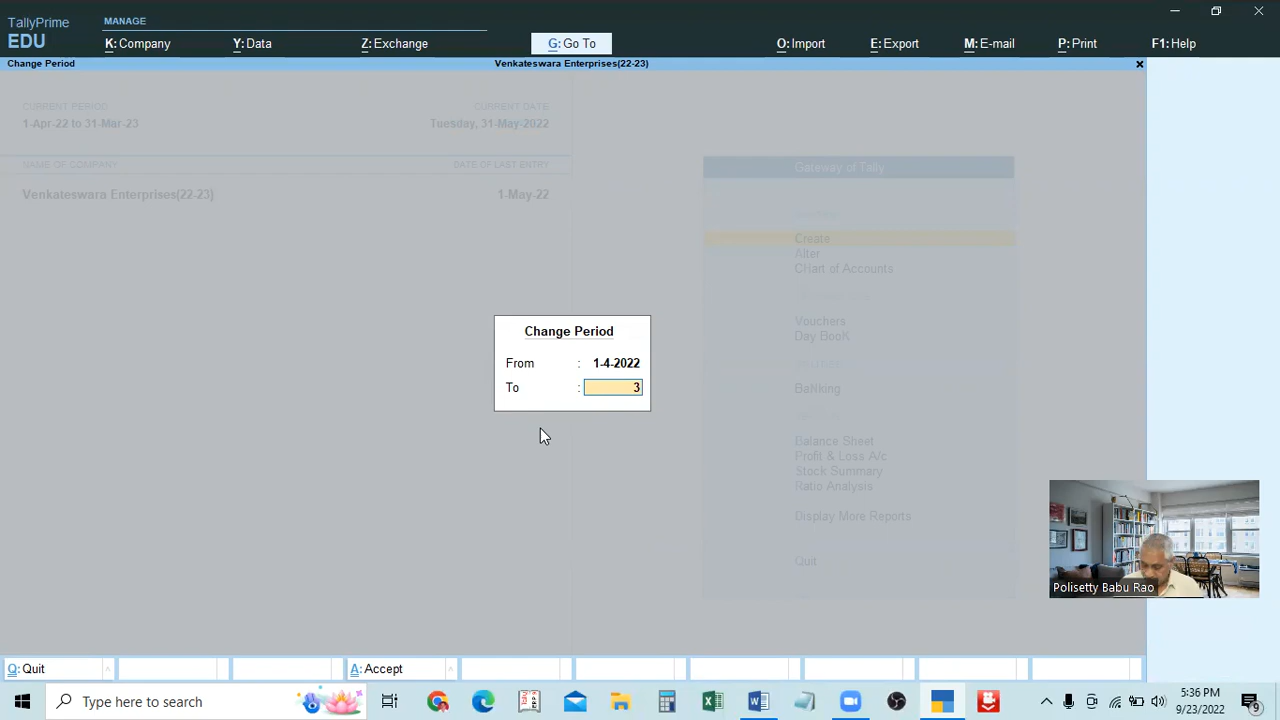 TallyPrime
EDU
MANAGE
K: Company
Y: Data
Z: Exchange
G: Go To
O: Import
E: Export
M: E-mail
P: Print
F1: Help
Change Period
Venkateswara Enterprises(22-23)
CURRENT PERIOD
CURRENT DATE
1-Apr-22 to 31-Mar-23
Tuesday, 31-May-2022
NAME OF COMPANY
DATE OF LAST ENTRY
Venkateswara Enterprises(22-23)
1-May-22
Gateway of Tally
Create
Alter
CHart of Accounts
Vouchers
Day BooK
BaNking
Balance Sheet
Profit & Loss A/c
Stock Summary
Ratio Analysis
Display More Reports
Quit
Change Period
From : 1-4-2022
To : 3
Polisetty Babu Rao
Q: Quit
A: Accept
Type here to search
5:36 PM
9/23/2022
9